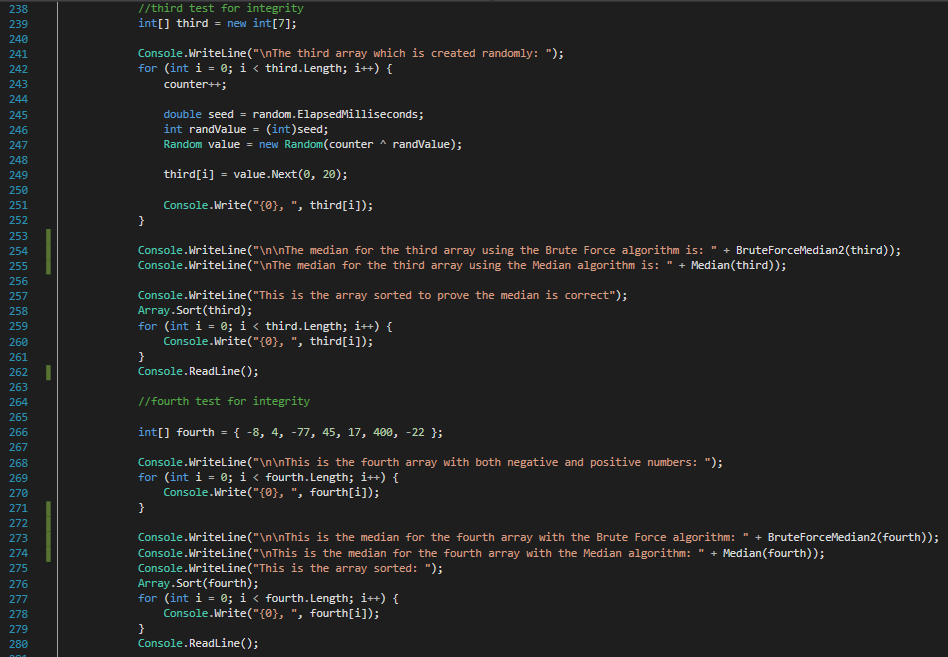 238 //third test for integrity
239 int[] third = new int[7];
240
241 Console.WriteLine("\nThe third array which is created randomly: ");
242 for (int i = 0; i < third.Length; i++) {
243 counter++;
244
245 double seed = random.ElapsedMilliseconds;
246 int randValue = (int)seed;
247 Random value = new Random(counter ^ randValue);
248
249 third[i] = value.Next(0, 20);
250
251 Console.Write("{0}, ", third[i]);
252 }
253
254 Console.WriteLine("\n\nThe median for the third array using the Brute Force algorithm is: " + BruteForceMedian2(third));
255 Console.WriteLine("\nThe median for the third array using the Median algorithm is: " + Median(third));
256
257 Console.WriteLine("This is the array sorted to prove the median is correct");
258 Array.Sort(third);
259 for (int i = 0; i < third.Length; i++) {
260 Console.Write("{0}, ", third[i]);
261 }
262 Console.ReadLine();
263
264 //fourth test for integrity
265
266 int[] fourth = { -8, 4, -77, 45, 17, 400, -22 };
267
268 Console.WriteLine("\n\nThis is the fourth array with both negative and positive numbers: ");
269 for (int i = 0; i < fourth.Length; i++) {
270 Console.Write("{0}, ", fourth[i]);
271 }
272
273 Console.WriteLine("\n\nThis is the median for the fourth array with the Brute Force algorithm: " + BruteForceMedian2(fourth));
274 Console.WriteLine("\nThis is the median for the fourth array with the Median algorithm: " + Median(fourth));
275 Console.WriteLine("This is the array sorted: ");
276 Array.Sort(fourth);
277 for (int i = 0; i < fourth.Length; i++) {
278 Console.Write("{0}, ", fourth[i]);
279 }
280 Console.ReadLine();